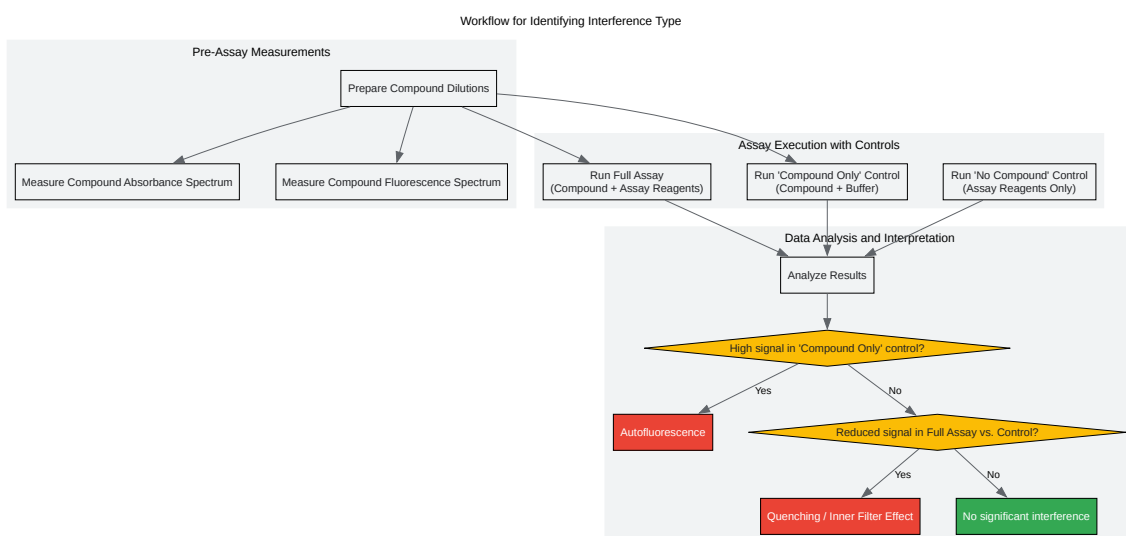 Workflow for Identifying Interference Type
Pre-Assay Measurements
Prepare Compound Dilutions
Measure Compound Absorbance Spectrum
Measure Compound Fluorescence Spectrum
Assay Execution with Controls
Run Full Assay
(Compound + Assay Reagents)
Run 'Compound Only' Control
(Compound + Buffer)
Run 'No Compound' Control
(Assay Reagents Only)
Data Analysis and Interpretation
Analyze Results
High signal in 'Compound Only' control?
Yes
No
Autofluorescence
Reduced signal in Full Assay vs. Control?
Yes
No
Quenching / Inner Filter Effect
No significant interference